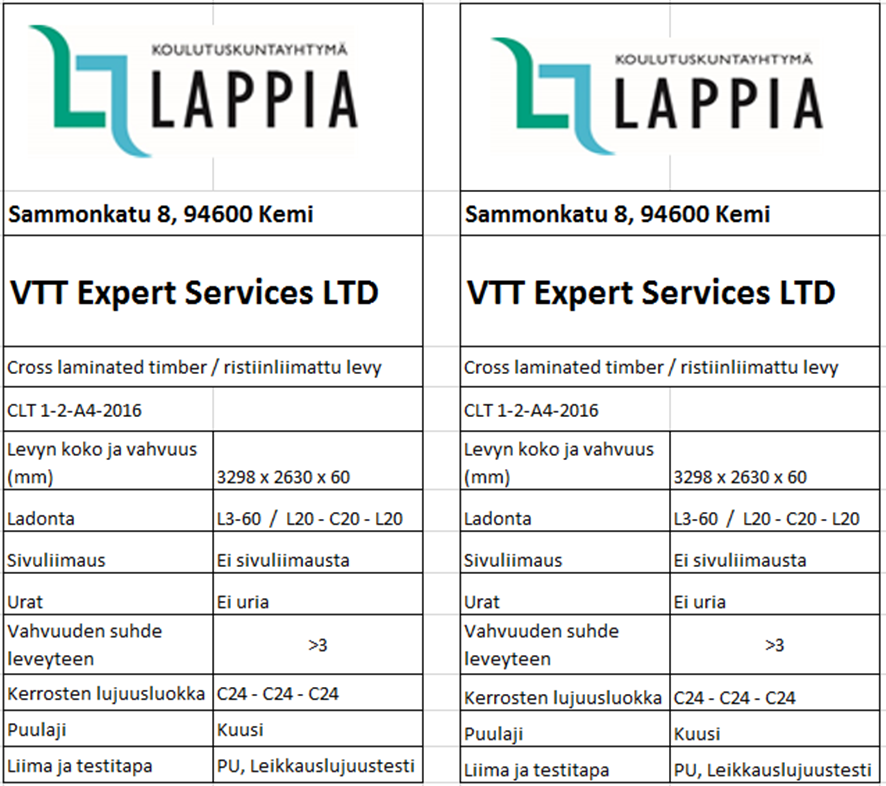 KOULUTUSKUNTAYHTYMÄ
LAPPIA
Sammonkatu 8, 94600 Kemi
VTT Expert Services LTD
Cross laminated timber / ristiinliimattu levy
CLT 1-2-A4-2016
Levyn koko ja vahvuus
(mm) 3298 x 2630 x 60
Ladonta L3-60 / L20 - C20 - L20
Sivuliimaus Ei sivuliimausta
Urat Ei uria
Vahvuuden suhde
leveyteen >3
Kerrosten lujuusluokka C24 - C24 - C24
Puulaji Kuusi
Liima ja testitapa PU, Leikkauslujuustesti
KOULUTUSKUNTAYHTYMÄ
LAPPIA
Sammonkatu 8, 94600 Kemi
VTT Expert Services LTD
Cross laminated timber / ristiinliimattu levy
CLT 1-2-A4-2016
Levyn koko ja vahvuus
(mm) 3298 x 2630 x 60
Ladonta L3-60 / L20 - C20 - L20
Sivuliimaus Ei sivuliimausta
Urat Ei uria
Vahvuuden suhde
leveyteen >3
Kerrosten lujuusluokka C24 - C24 - C24
Puulaji Kuusi
Liima ja testitapa PU, Leikkauslujuustesti